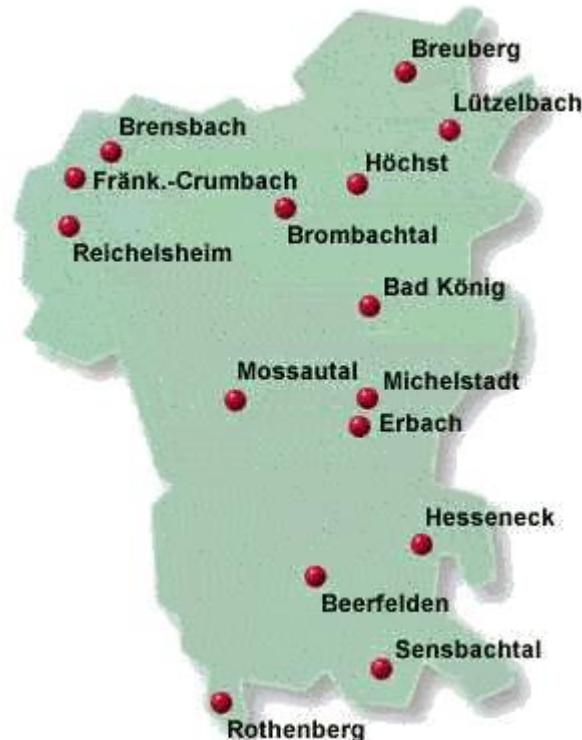 Breuberg
Lützelbach
Brensbach
Höchst
Fränk.-Crumbach
Brombachtal
Reichelsheim
Bad König
Mossautal
Michelstadt
Erbach
Hesseneck
Beerfelden
Sensbachtal
Rothenberg